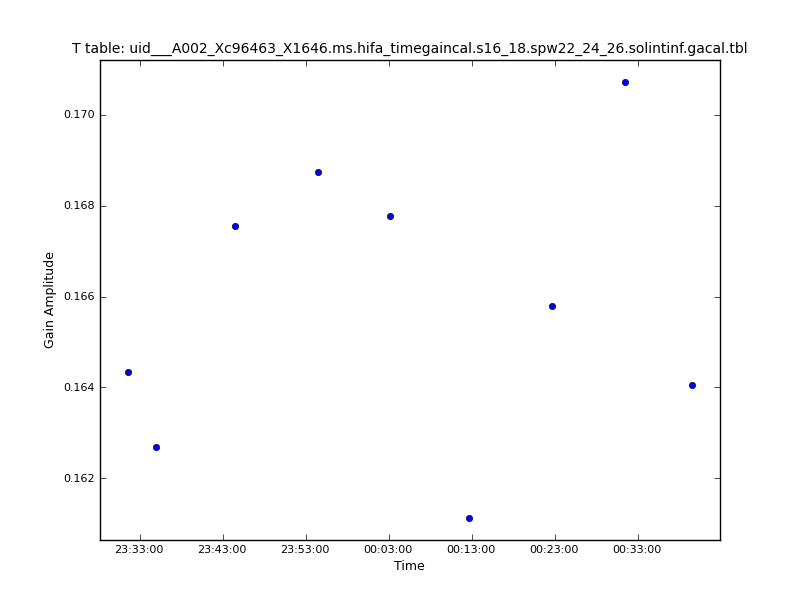 T table: uid___A002_Xc96463_X1646.ms.hifa_timegaincal.s16_18.spw22_24_26.solintinf.gacal.tbl
0.170
0.168
0.166
0.164
0.162
Gain Amplitude
23:33:00 23:43:00 23:53:00 00:03:00 00:13:00 00:23:00 00:33:00
Time